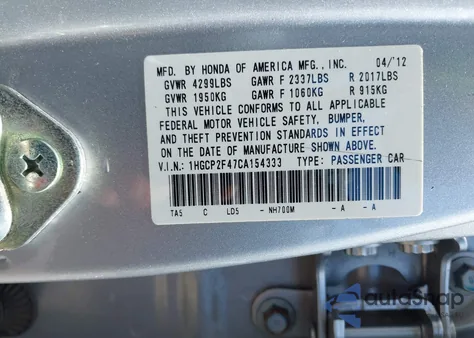 MFD. BY HONDA OF AMERICA MFG., INC. 04/'12
GVWR 4299LBS GAWR F 2337LBS R 2017LBS
GVWR 1950KG GAWR F 1060KG R 915KG
THIS VEHICLE CONFORMS TO ALL APPLICABLE
FEDERAL MOTOR VEHICLE SAFETY, BUMPER,
AND THEFT PREVENTION STANDARDS IN EFFECT
ON THE DATE OF MANUFACTURE SHOWN ABOVE.
V.I.N.: 1HGCP2F47CA154333 TYPE: PASSENGER CAR
TA5 C LD5 - NH700M -A -A
autosnap